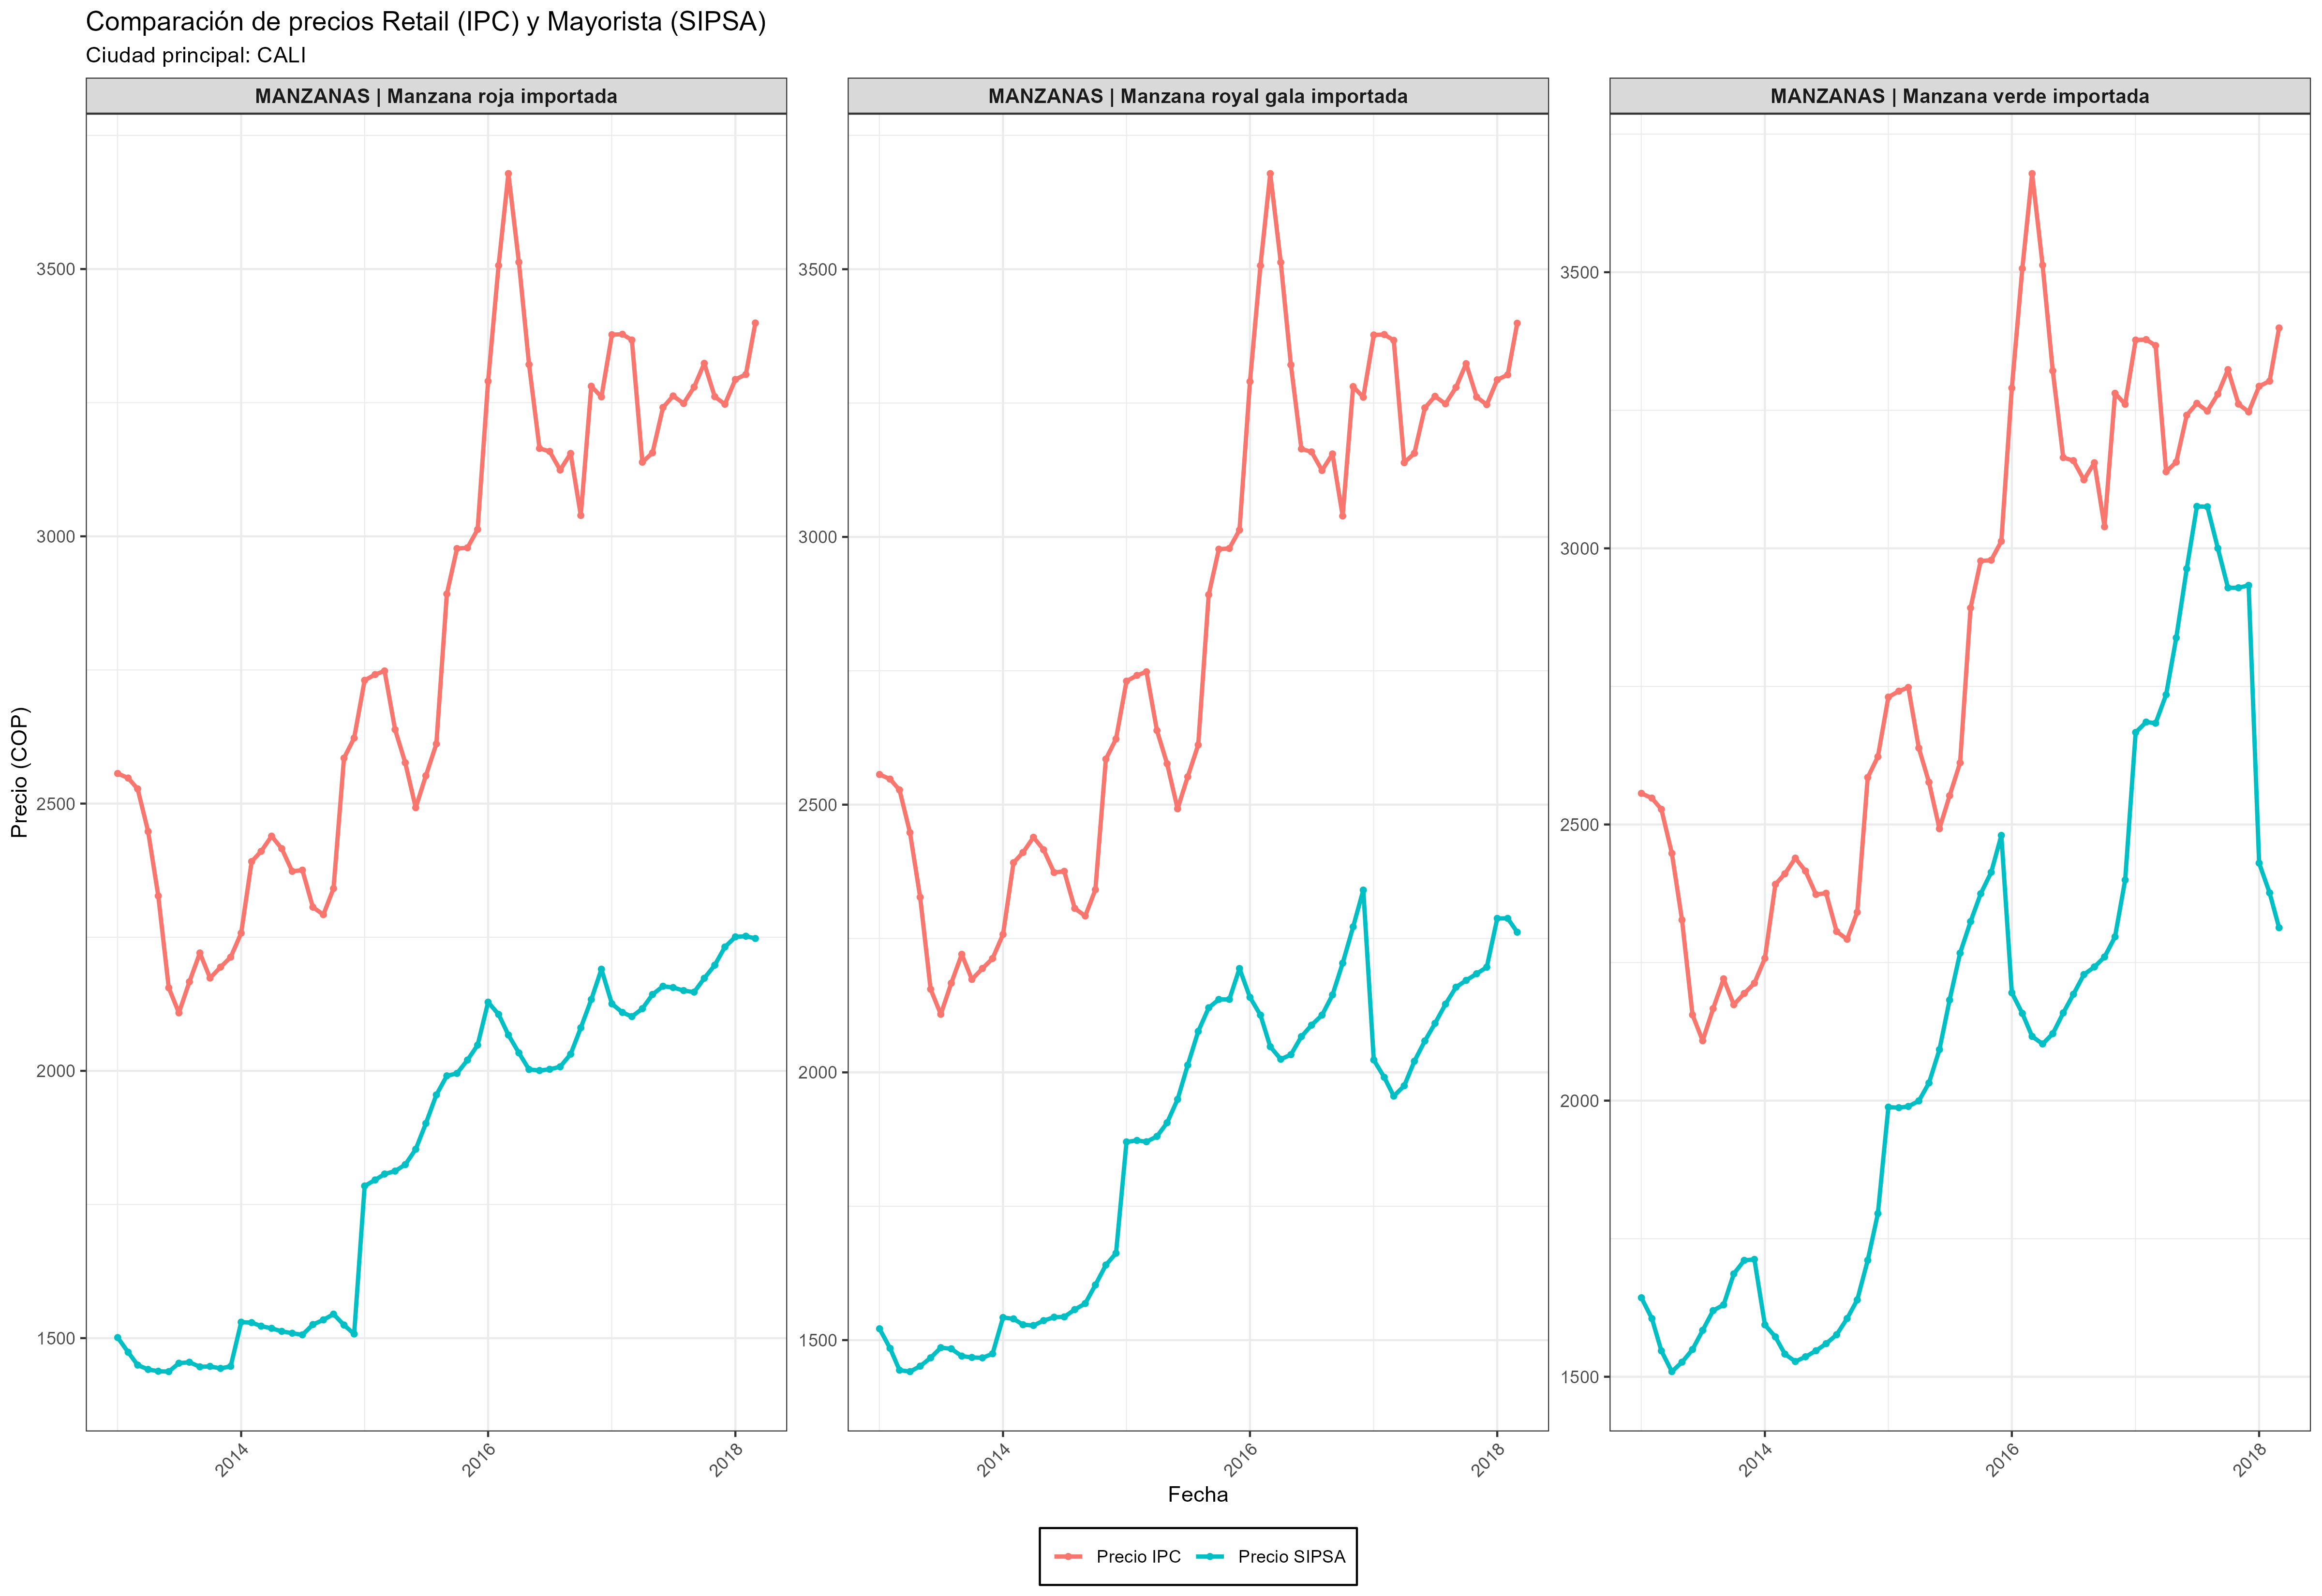 Comparación de precios Retail (IPC) y Mayorista (SIPSA)
Ciudad principal: CALI
MANZANAS | Manzana roja importada
MANZANAS | Manzana royal gala importada
MANZANAS | Manzana verde importada
Precio (COP)
3500
3000
2500
2000
1500
3500
3000
2500
2000
1500
3500
3000
2500
2000
1500
2014
2016
2018
2014
2016
2018
2014
2016
2018
Fecha
Precio IPC
Precio SIPSA